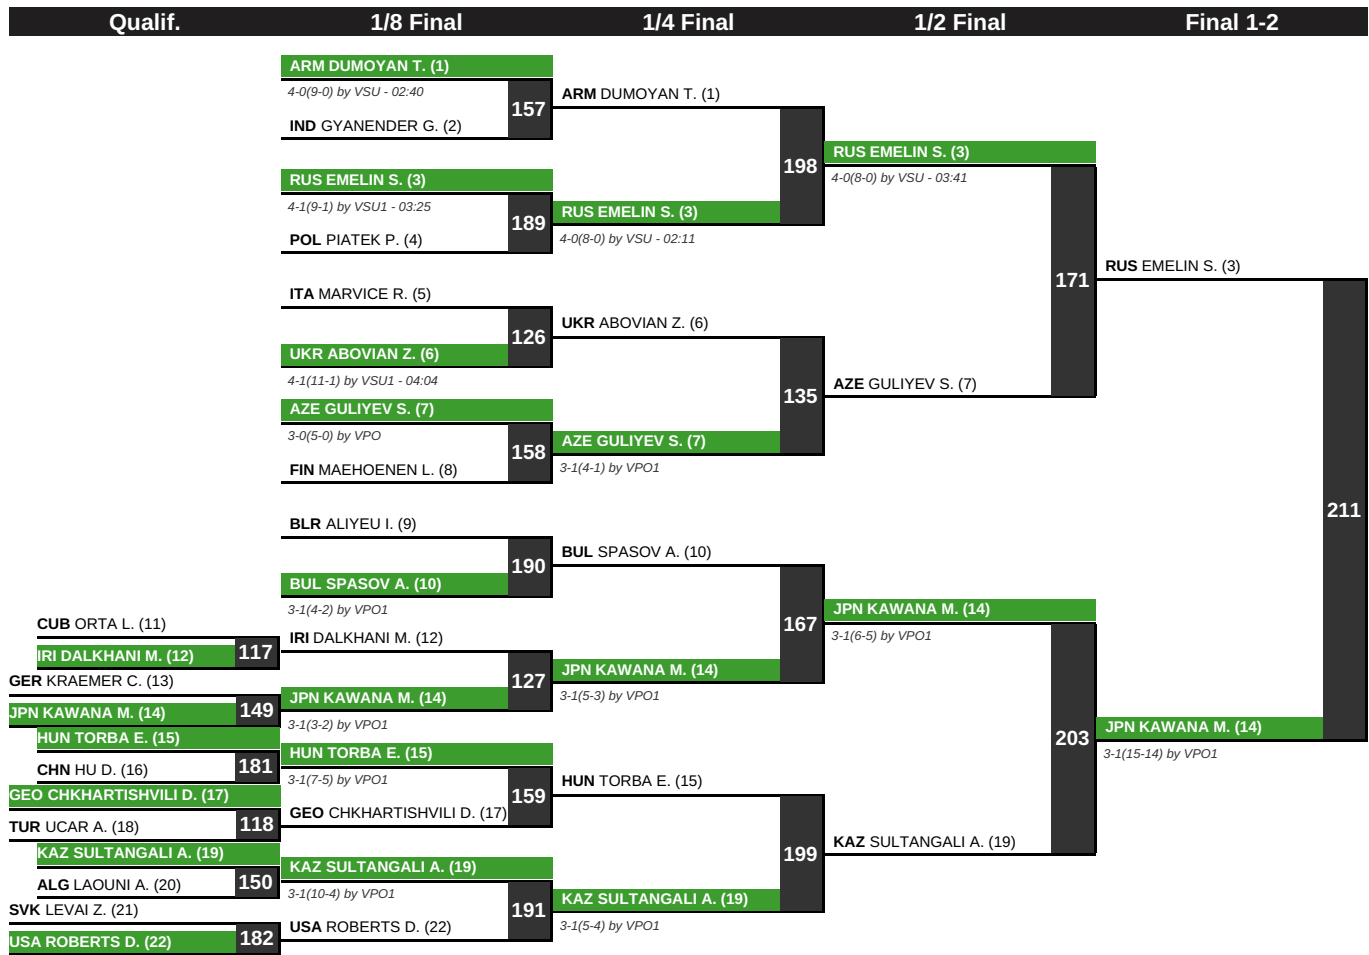 Qualif.
1/8 Final
1/4 Final
1/2 Final
Final 1-2
CUB ORTA L. (11)
IRI DALKHANI M. (12)
117
GER KRAEMER C. (13)
JPN KAWANA M. (14)
149
HUN TORBA E. (15)
CHN HU D. (16)
181
GEO CHKHARTISHVILI D. (17)
TUR UCAR A. (18)
118
KAZ SULTANGALI A. (19)
ALG LAOUNI A. (20)
150
SVK LEVAI Z. (21)
USA ROBERTS D. (22)
182
ARM DUMOYAN T. (1)
4-0(9-0) by VSU - 02:40
IND GYANENDER G. (2)
157
RUS EMELIN S. (3)
4-1(9-1) by VSU1 - 03:25
POL PIATEK P. (4)
189
ITA MARVICE R. (5)
UKR ABOVIAN Z. (6)
4-1(11-1) by VSU1 - 04:04
126
AZE GULIYEV S. (7)
3-0(5-0) by VPO
FIN MAEHOENEN L. (8)
158
BLR ALIYEU I. (9)
BUL SPASOV A. (10)
3-1(4-2) by VPO1
190
IRI DALKHANI M. (12)
JPN KAWANA M. (14)
3-1(3-2) by VPO1
127
HUN TORBA E. (15)
3-1(7-5) by VPO1
GEO CHKHARTISHVILI D. (17)
159
KAZ SULTANGALI A. (19)
3-1(10-4) by VPO1
USA ROBERTS D. (22)
191
ARM DUMOYAN T. (1)
RUS EMELIN S. (3)
4-0(8-0) by VSU - 02:11
198
UKR ABOVIAN Z. (6)
AZE GULIYEV S. (7)
3-1(4-1) by VPO1
135
BUL SPASOV A. (10)
JPN KAWANA M. (14)
3-1(5-3) by VPO1
167
HUN TORBA E. (15)
KAZ SULTANGALI A. (19)
3-1(5-4) by VPO1
199
RUS EMELIN S. (3)
4-0(8-0) by VSU - 03:41
AZE GULIYEV S. (7)
171
JPN KAWANA M. (14)
3-1(6-5) by VPO1
KAZ SULTANGALI A. (19)
203
RUS EMELIN S. (3)
JPN KAWANA M. (14)
3-1(15-14) by VPO1
211